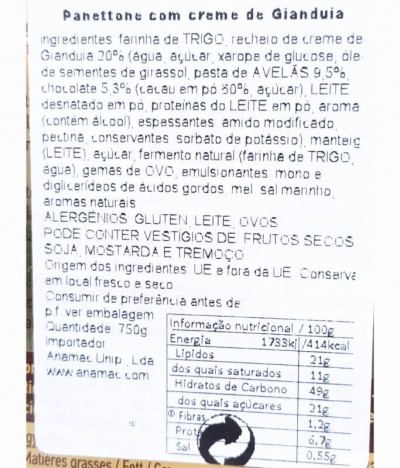 Panettone com creme de Gianduia
ingredientes farinha de TRIGO, recheio de creme de
Gianduia 20% (água, açúcar, xarope de glucose, óle
de sementes de girassol, pasta de AVELÃS 9,5%,
chocolate 5,3% (cacau em pó 80%, açúcar), LEITE
desnatado em pó, proteínas do LEITE em pó, aroma
(contém álcool), espessantes amido modificado,
pectina, conservantes sorbato de potássio), manteig
(LEITE), açúcar, fermento natural (farinha de TRIGO,
água), gemas de OVO, emulsionantes mono e
diglicerídeos de ácidos gordos, mel, sal marinho,
aromas naturais
ALERGÉNIOS GLUTEN, LEITE, OVOS
PODE CONTER VESTÍGIOS DE FRUTOS SECOS
SOJA, MOSTARDA E TREMOÇO
Origem dos ingredientes UE e fora da UE Conserva
em local fresco e seco
Consumir de preferência antes de:
p.f. ver embalagem
Quantidade: 750g
Importador
Anamac Unip., Lda
www.anamac.com
Informação nutricional / 100g
Energia 1733kj /414kcal
Lípidos 21g
dos quais saturados 11g
Hidratos de Carbono 49g
dos quais açúcares 21g
Fibras 1,2g
Prote 6,7g
Sal 0,55g
Matières grasses / Fett /